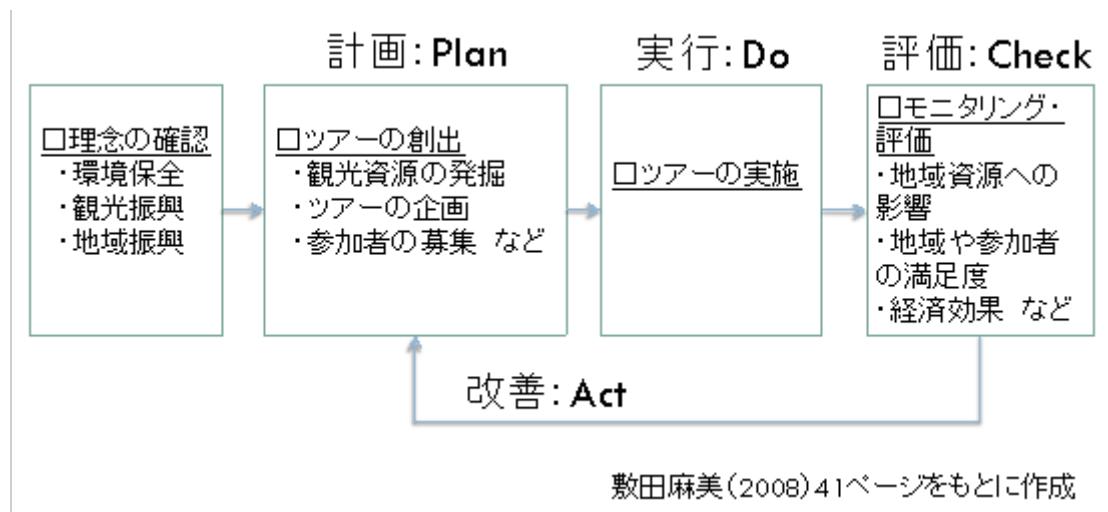 計画：Plan
実行：Do
評価：Check
□理念の確認
・環境保全
・観光振興
・地域振興
□ツアーの創出
・観光資源の発掘
・ツアーの企画
・参加者の募集 など
□ツアーの実施
□モニタリング・
評価
・地域資源への
影響
・地域や参加者
の満足度
・経済効果 など
改善：Act
敷田麻美（2008）41ページをもとに作成